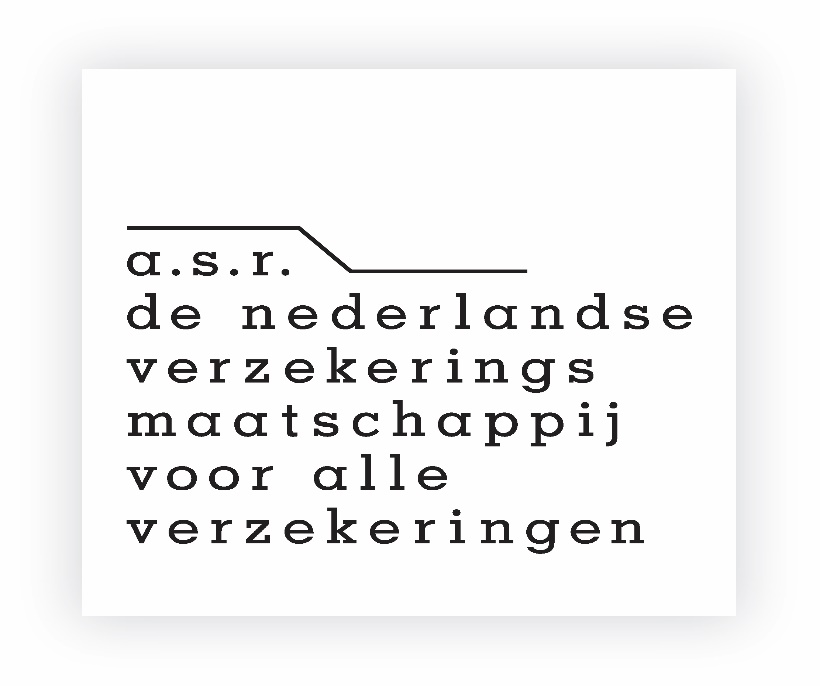 a.s.r.
de nederlandse
verzekerings
maatschappij
voor alle
verzekeringen